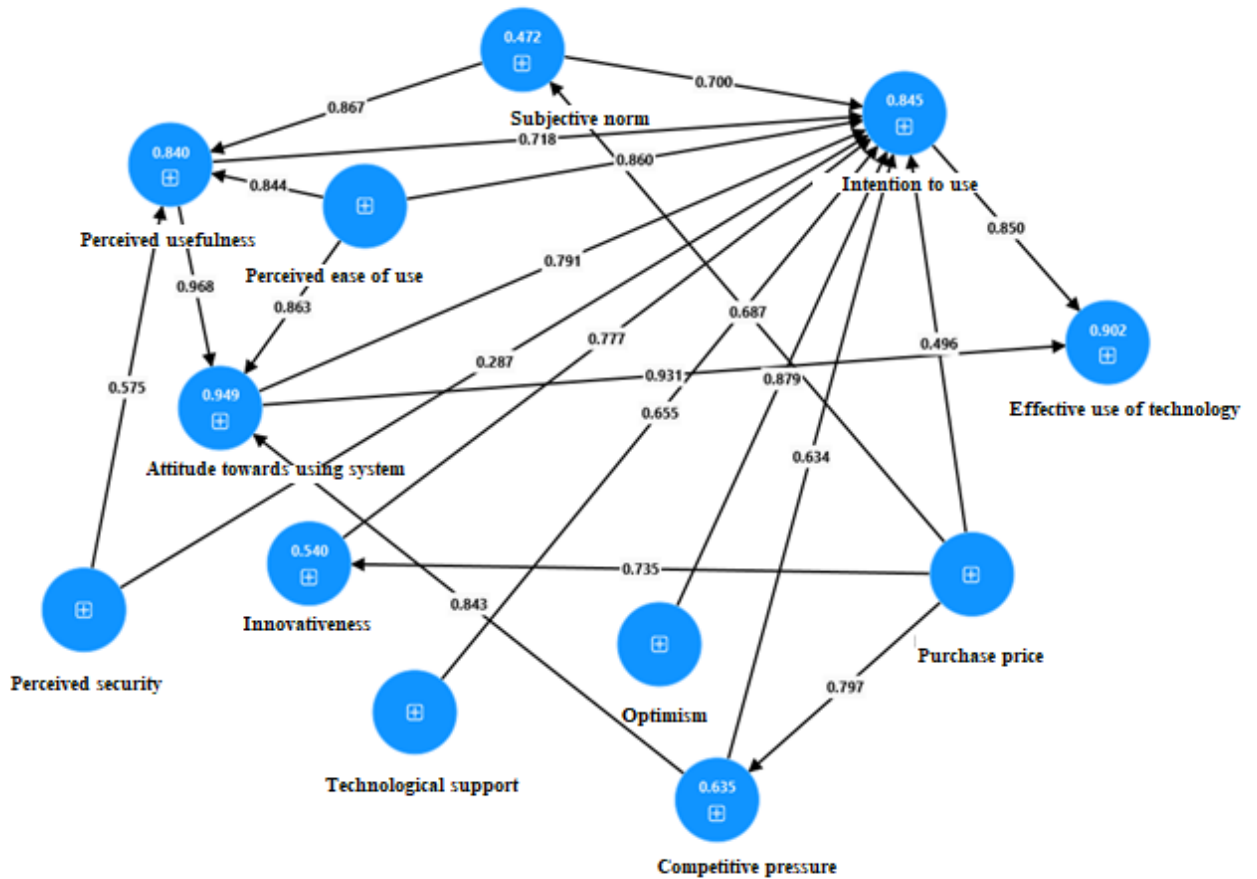 0.472
0.845
0.700
0.867
Subjective norm
0.718
0.840
0.860
0.844
Intention to use
0.850
Perceived usefulness
0.791
Perceived ease of use
0.968
0.863
0.687
0.902
0.777
0.496
0.287
0.575
0.931
0.879
0.949
0.655
Effective use of technology
0.634
Attitude towards using system
0.540
0.735
0.843
Innovativeness
Purchase price
Perceived security
0.797
Optimism
Technological support
0.635
Competitive pressure